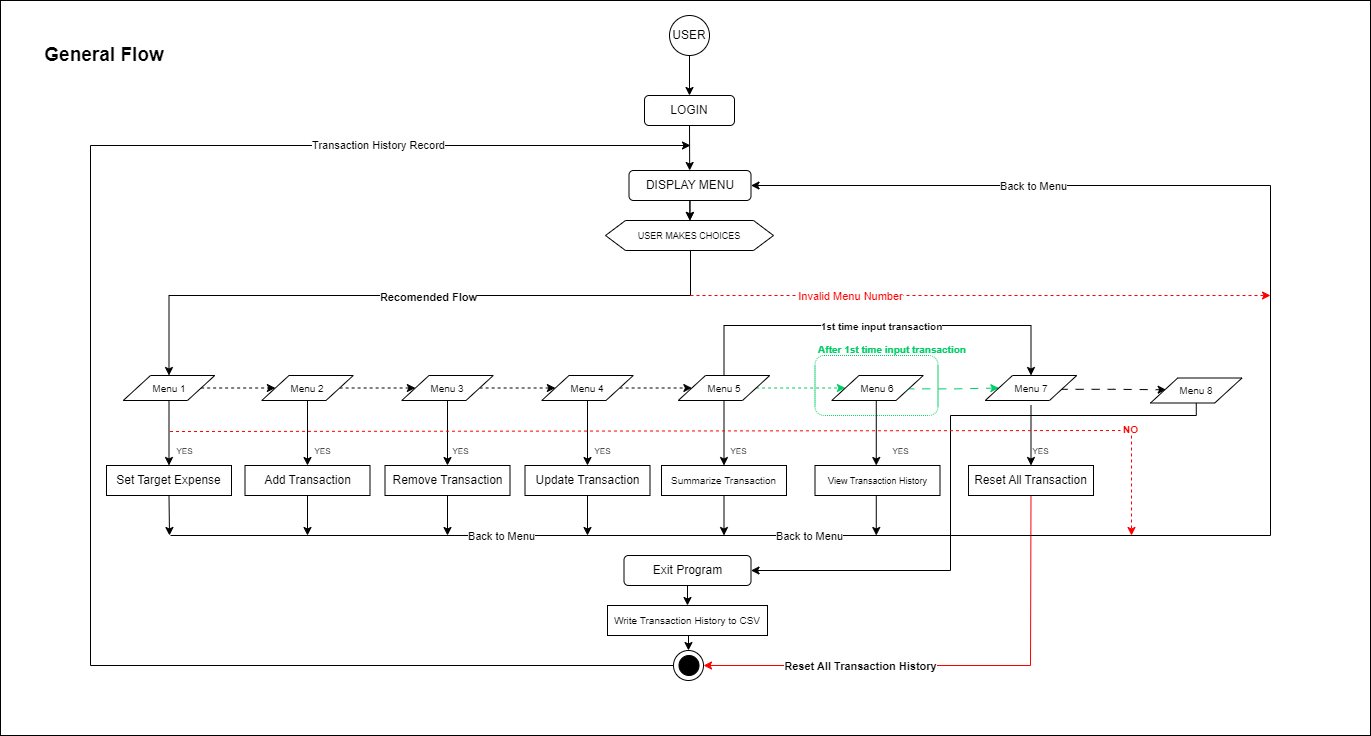 USER
General Flow
LOGIN
Transaction History Record
DISPLAY MENU
Back to Menu
USER MAKES CHOICES
Recomended Flow
Invalid Menu Number
1st time input transaction
After 1st time input transaction
Menu 1
Menu 2
Menu 3
Menu 4
Menu 5
Menu 6
Menu 7
Menu 8
NO
YES
YES
YES
YES
YES
YES
YES
Set Target Expense
Add Transaction
Remove Transaction
Update Transaction
Summarize Transaction
View Transaction History
Reset All Transaction
Back to Menu
Back to Menu
Exit Program
Write Transaction History to CSV
Reset All Transaction History